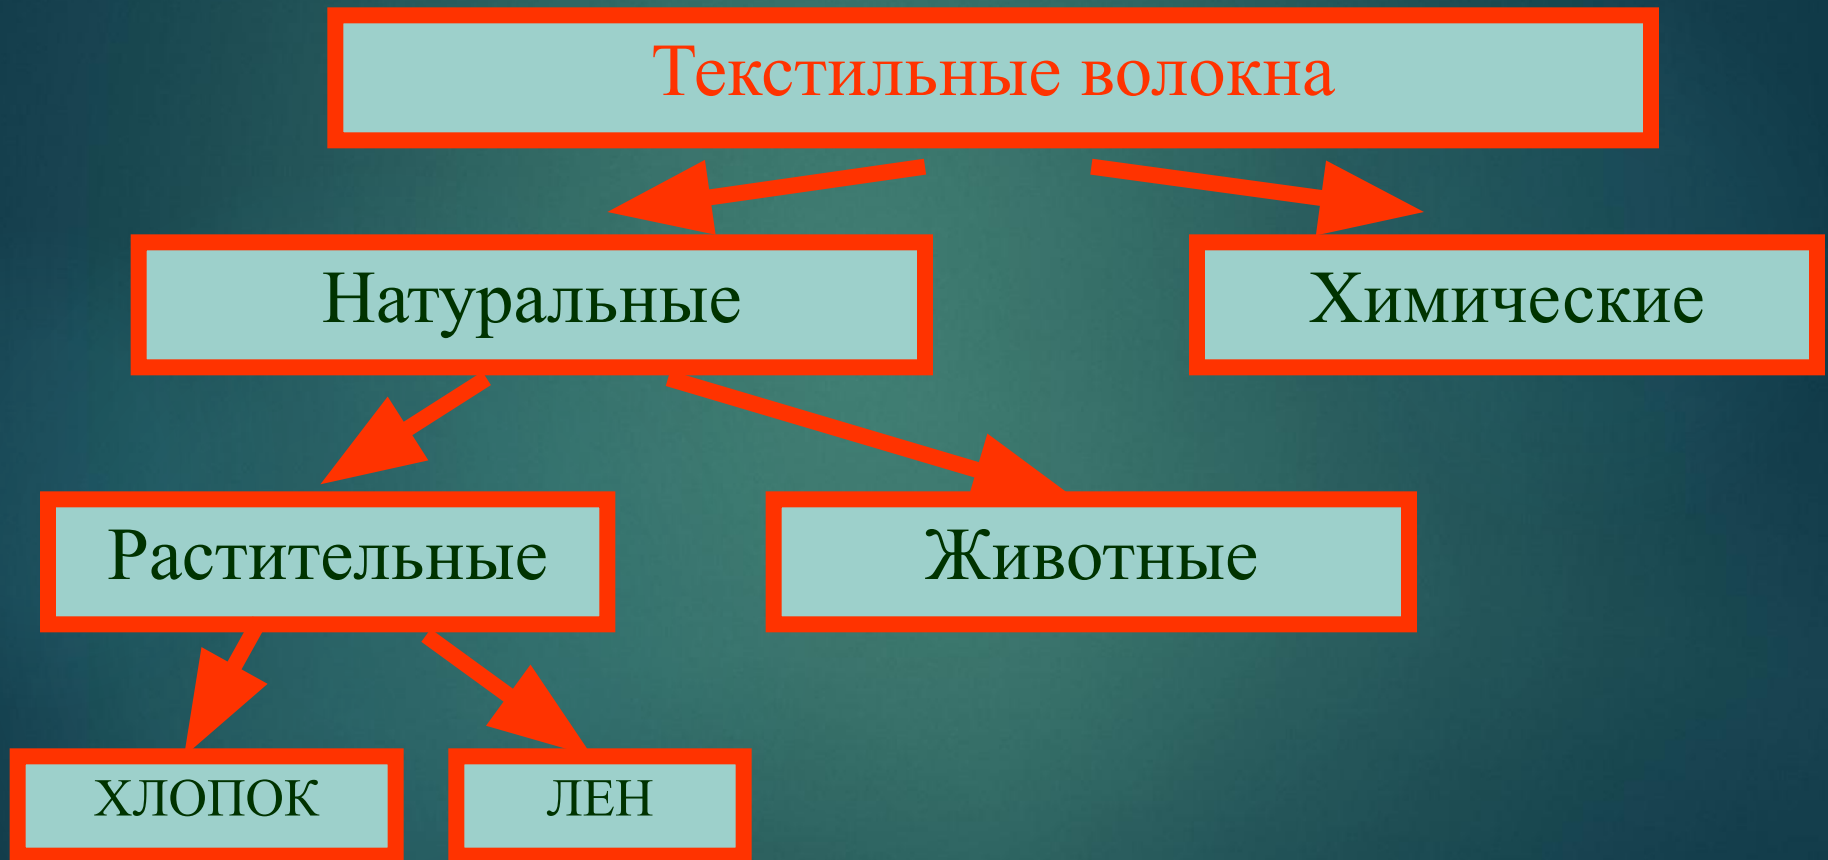 Текстильные волокна
Натуральные
Химические
Растительные
Животные
ХЛОПОК
ЛЕН